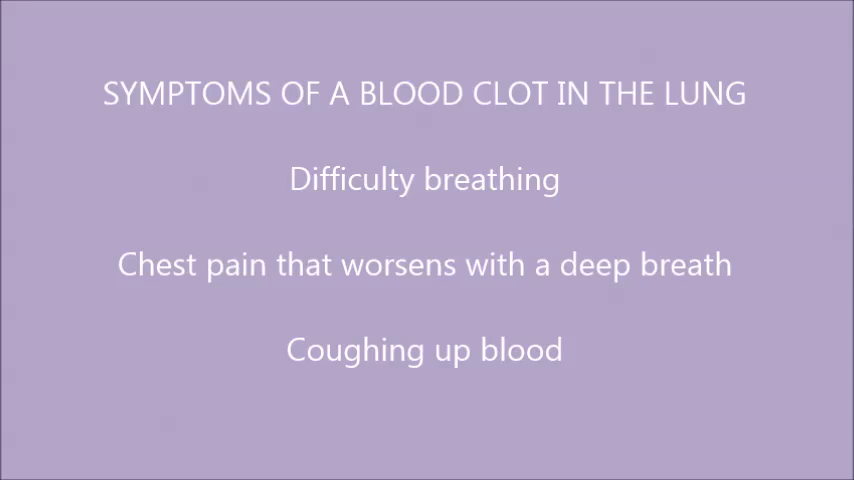 SYMPTOMS OF A BLOOD CLOT IN THE LUNG
Difficulty breathing
Chest pain that worsens with a deep breath
Coughing up blood